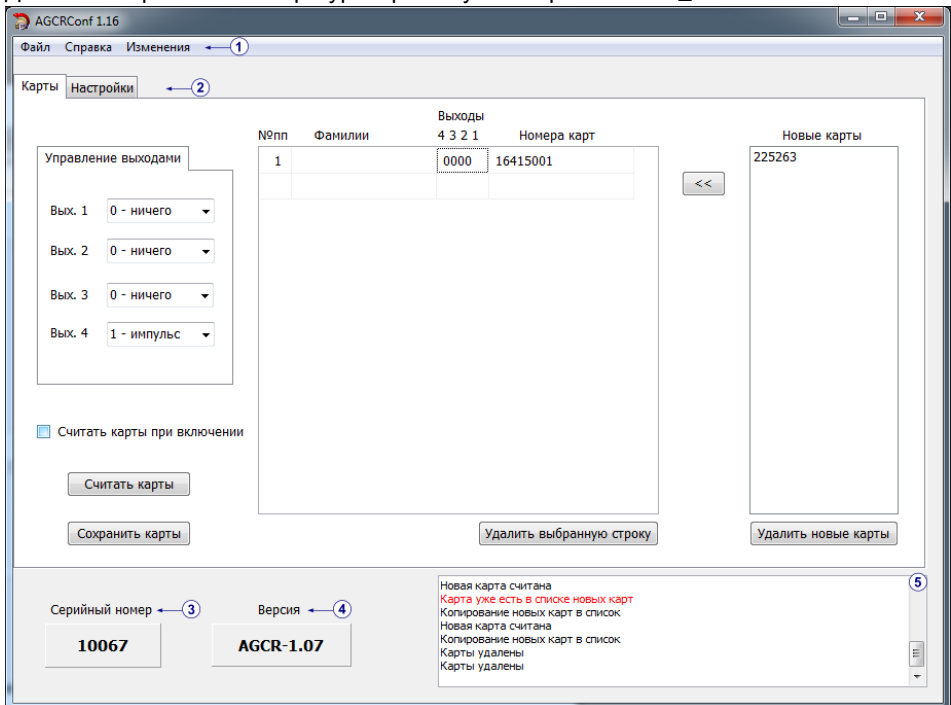 AGCRConf 1.16
Файл Справка Изменения 1
Карты Настройки 2
Выходы
№пп Фамилии 4 3 2 1 Номера карт Новые карты
Управление выходами 1 0000 16415001 225263
<<
Вых. 1 0 - ничего
Вых. 2 0 - ничего
Вых. 3 0 - ничего
Вых. 4 1 - импульс
Считать карты при включении
Считать карты
Сохранить карты Удалить выбранную строку Удалить новые карты
Серийный номер 3 Версия 4
10067 AGCR-1.07
5
Новая карта считана
Карта уже есть в списке новых карт
Копирование новых карт в список
Новая карта считана
Копирование новых карт в список
Карты удалены
Карты удалены